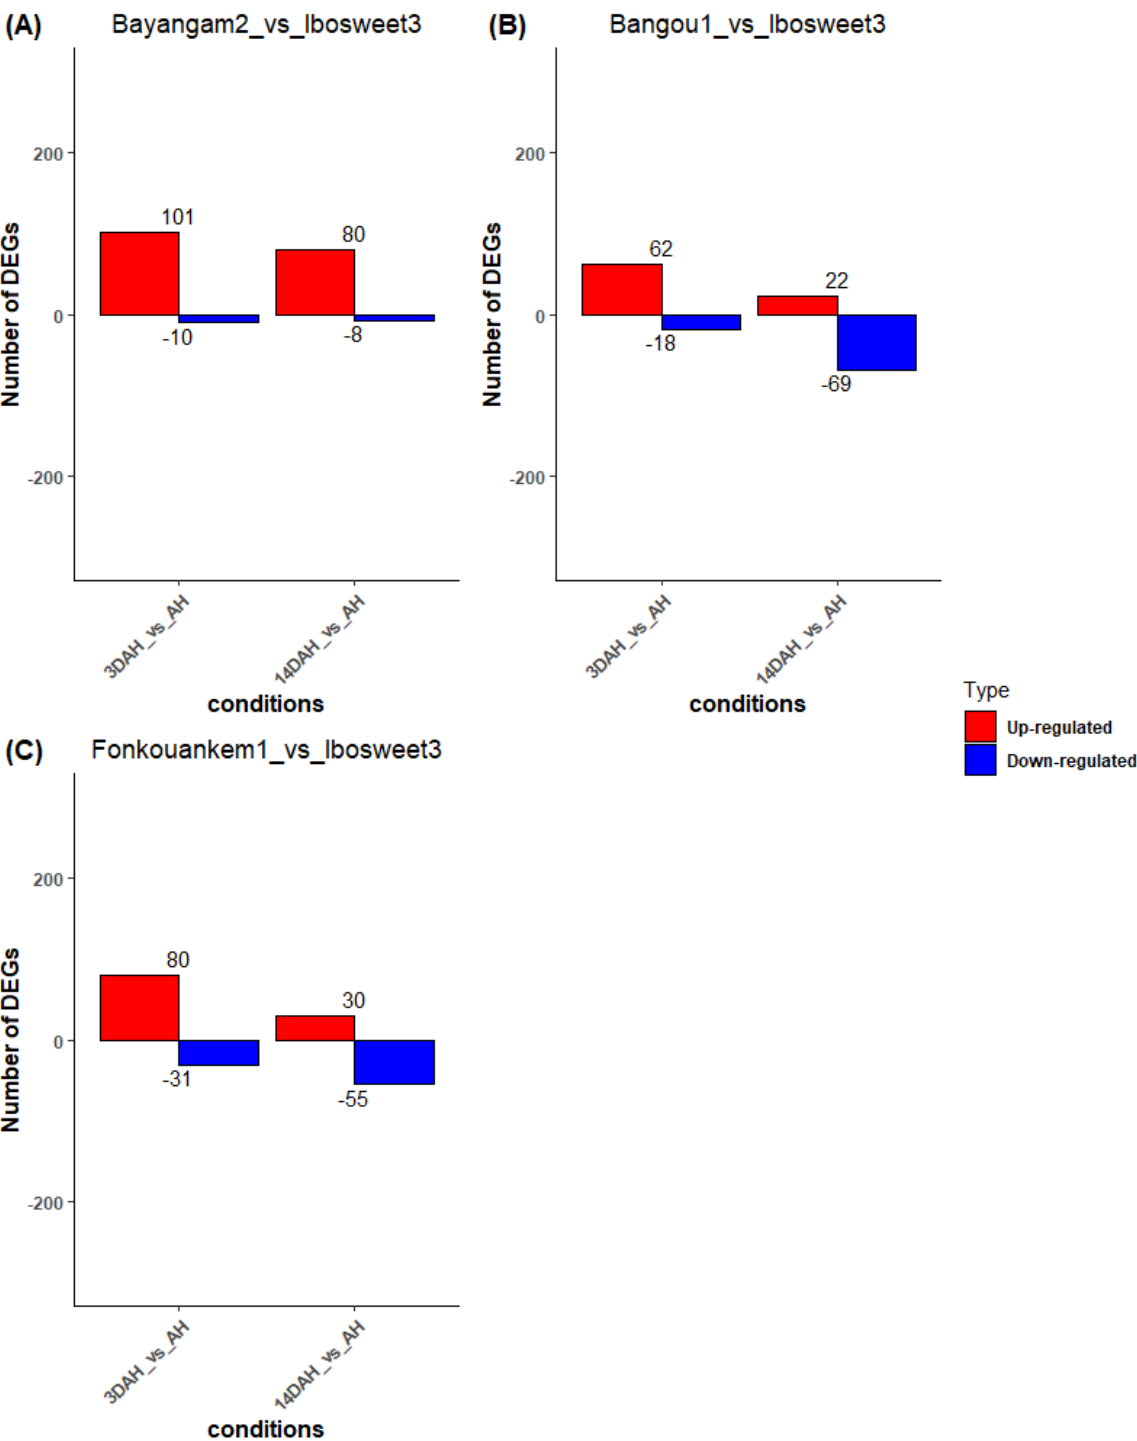 (A) Bayangam2_vs_Ibosweet3
Number of DEGs
200
0
-200
101
-10
80
-8
3DAH_vs_AH
14DAH_vs_AH
conditions
(B) Bangou1_vs_Ibosweet3
Number of DEGs
200
0
-200
62
-18
22
-69
3DAH_vs_AH
14DAH_vs_AH
conditions
Type
Up-regulated
Down-regulated
(C) Fonkouankem1_vs_Ibosweet3
Number of DEGs
200
0
-200
80
-31
30
-55
3DAH_vs_AH
14DAH_vs_AH
conditions